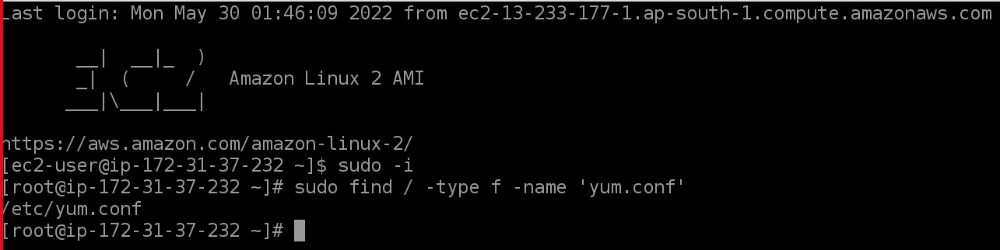 Last login: Mon May 30 01:46:09 2022 from ec2-13-233-177-1.ap-south-1.compute.amazonaws.com
       __|  __|_  )
       _|  (     /   Amazon Linux 2 AMI
      ___|\___|___|
https://aws.amazon.com/amazon-linux-2/
[ec2-user@ip-172-31-37-232 ~]$ sudo -i
[root@ip-172-31-37-232 ~]# sudo find / -type f -name 'yum.conf'
/etc/yum.conf
[root@ip-172-31-37-232 ~]#